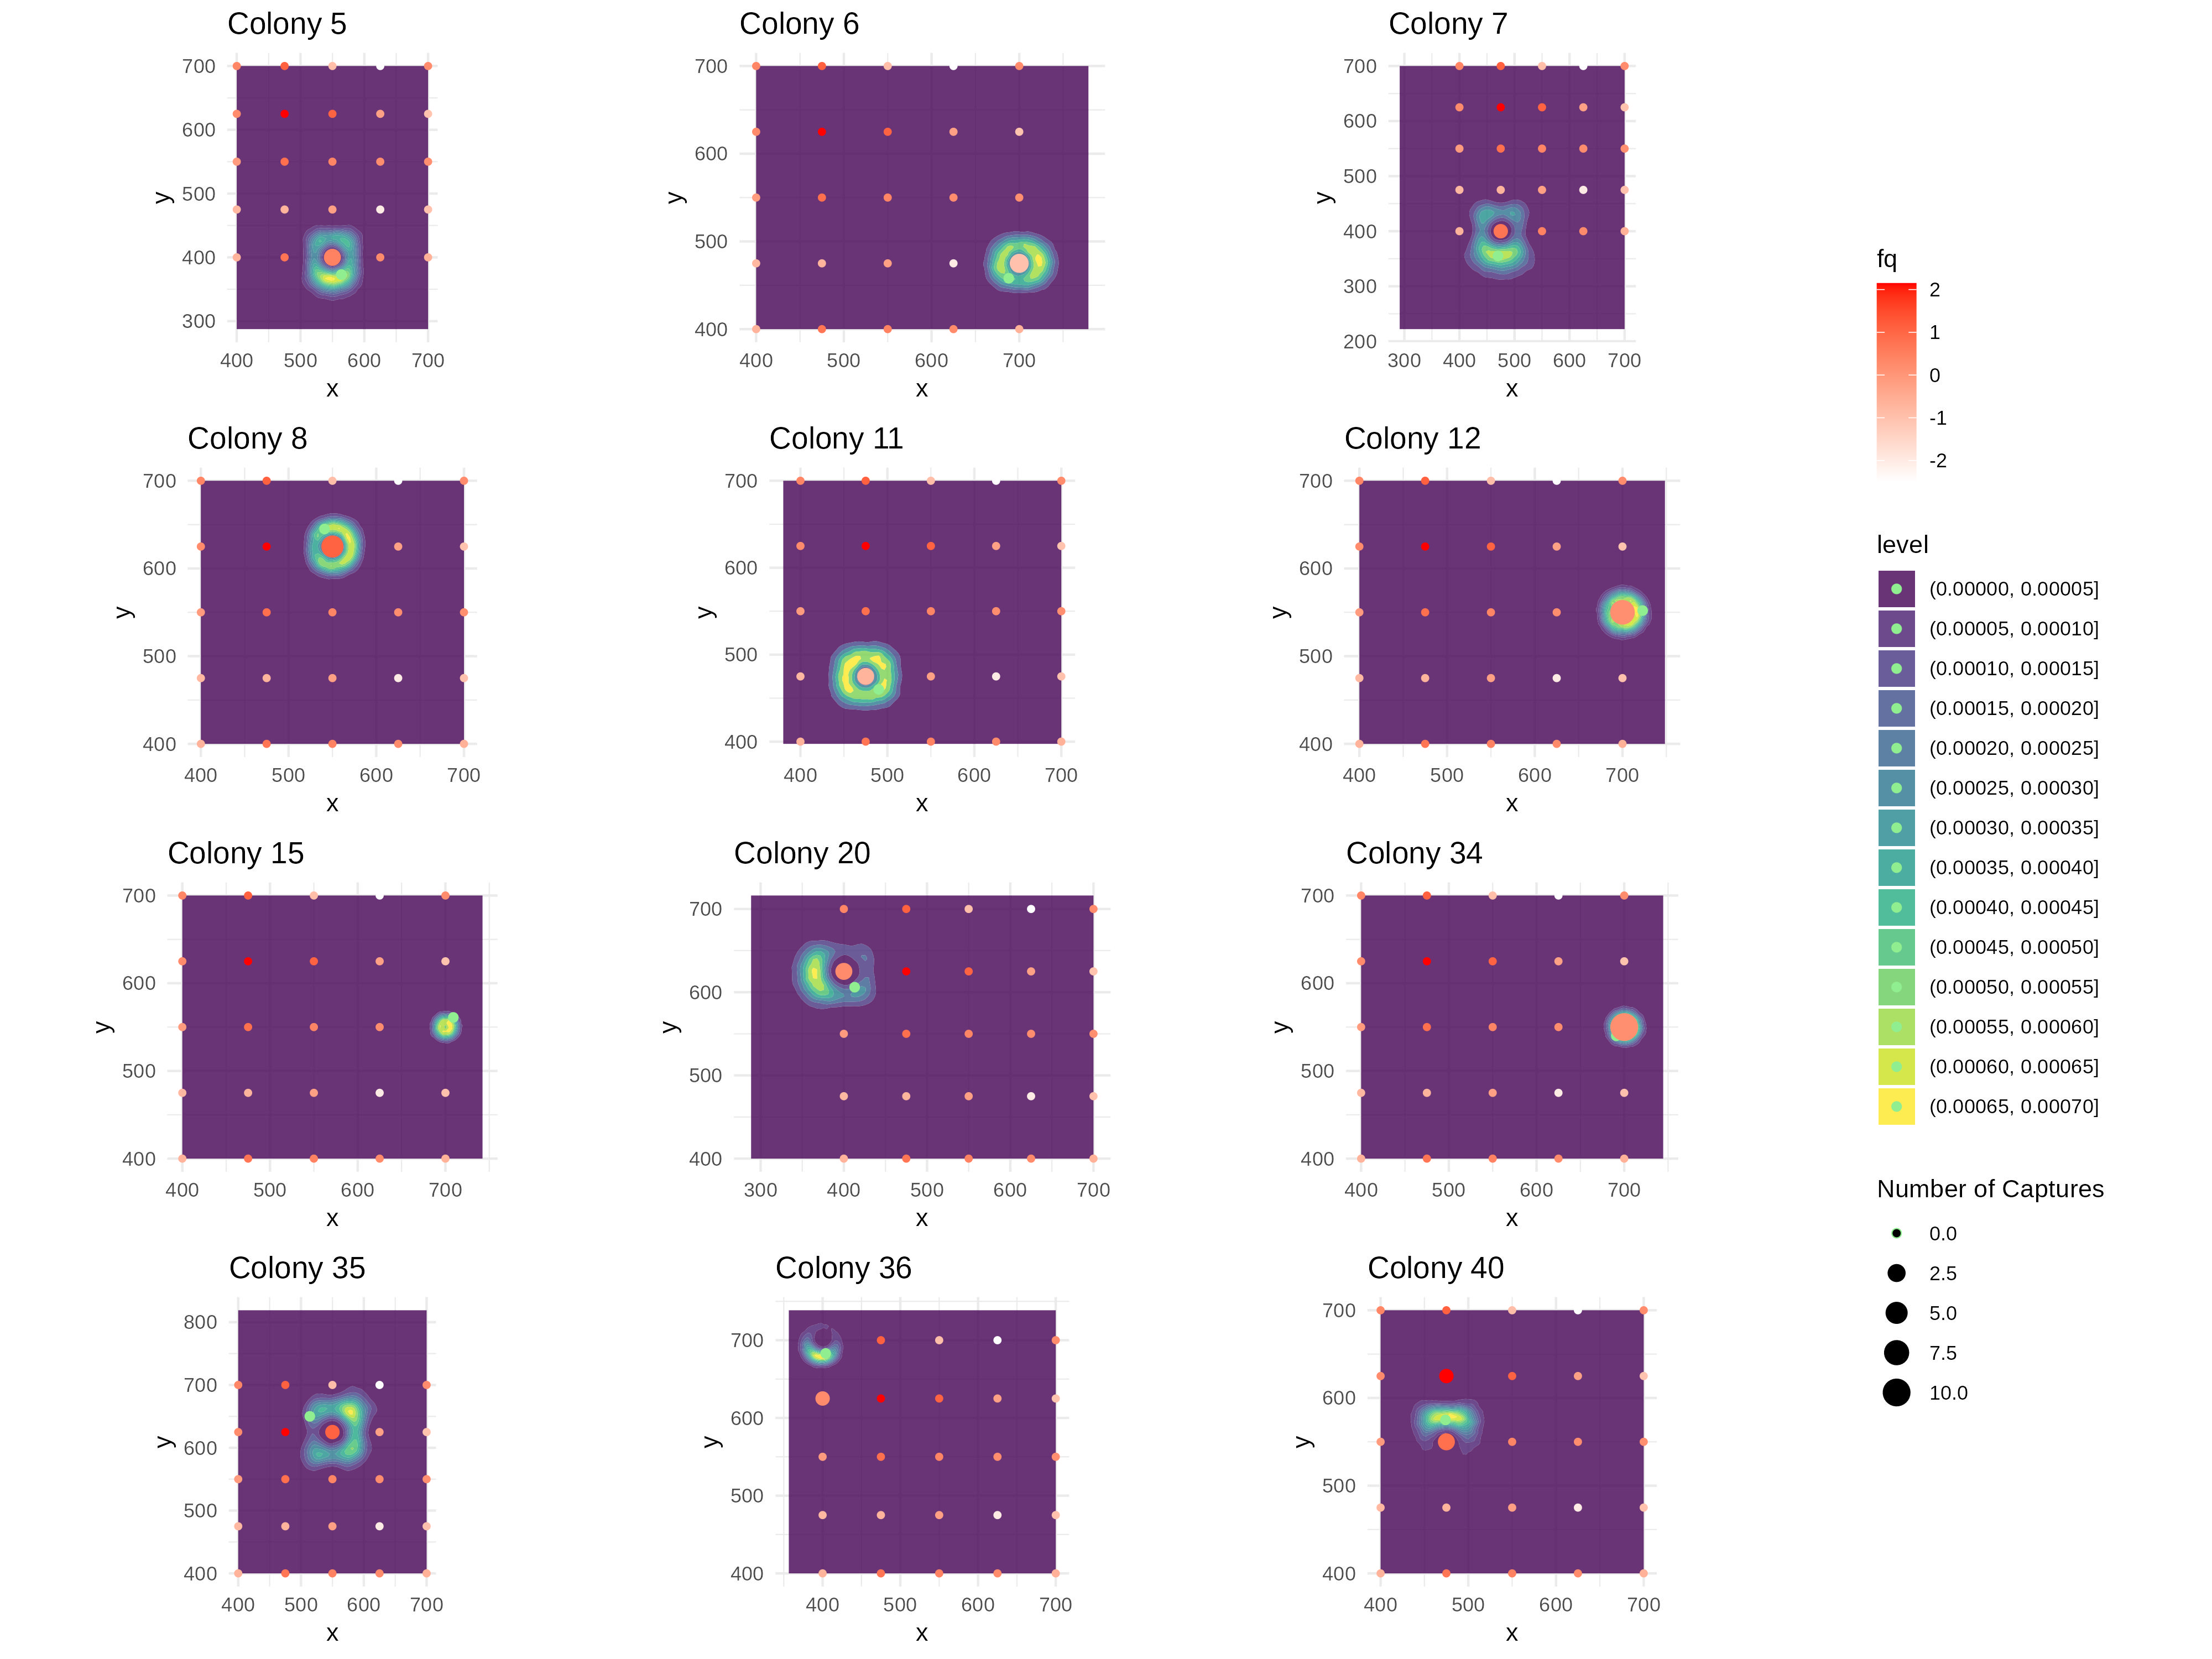 Colony 5
Colony 6
Colony 7
700
600
500
400
300
y
400 500 600 700
x
700
600
500
400
y
400 500 600 700
x
700
600
500
400
300
200
y
300 400 500 600 700
x
Colony 8
Colony 11
Colony 12
700
600
500
400
y
400 500 600 700
x
700
600
500
400
y
400 500 600 700
x
700
600
500
400
y
400 500 600 700
x
Colony 15
Colony 20
Colony 34
700
600
500
400
y
400 500 600 700
x
700
600
500
400
y
300 400 500 600 700
x
700
600
500
400
y
400 500 600 700
x
Colony 35
Colony 36
Colony 40
800
700
600
500
400
y
400 500 600 700
x
700
600
500
400
y
400 500 600 700
x
700
600
500
400
y
400 500 600 700
x
fq
2
1
0
-1
-2
level
(0.00000, 0.00005]
(0.00005, 0.00010]
(0.00010, 0.00015]
(0.00015, 0.00020]
(0.00020, 0.00025]
(0.00025, 0.00030]
(0.00030, 0.00035]
(0.00035, 0.00040]
(0.00040, 0.00045]
(0.00045, 0.00050]
(0.00050, 0.00055]
(0.00055, 0.00060]
(0.00060, 0.00065]
(0.00065, 0.00070]
Number of Captures
0.0
2.5
5.0
7.5
10.0